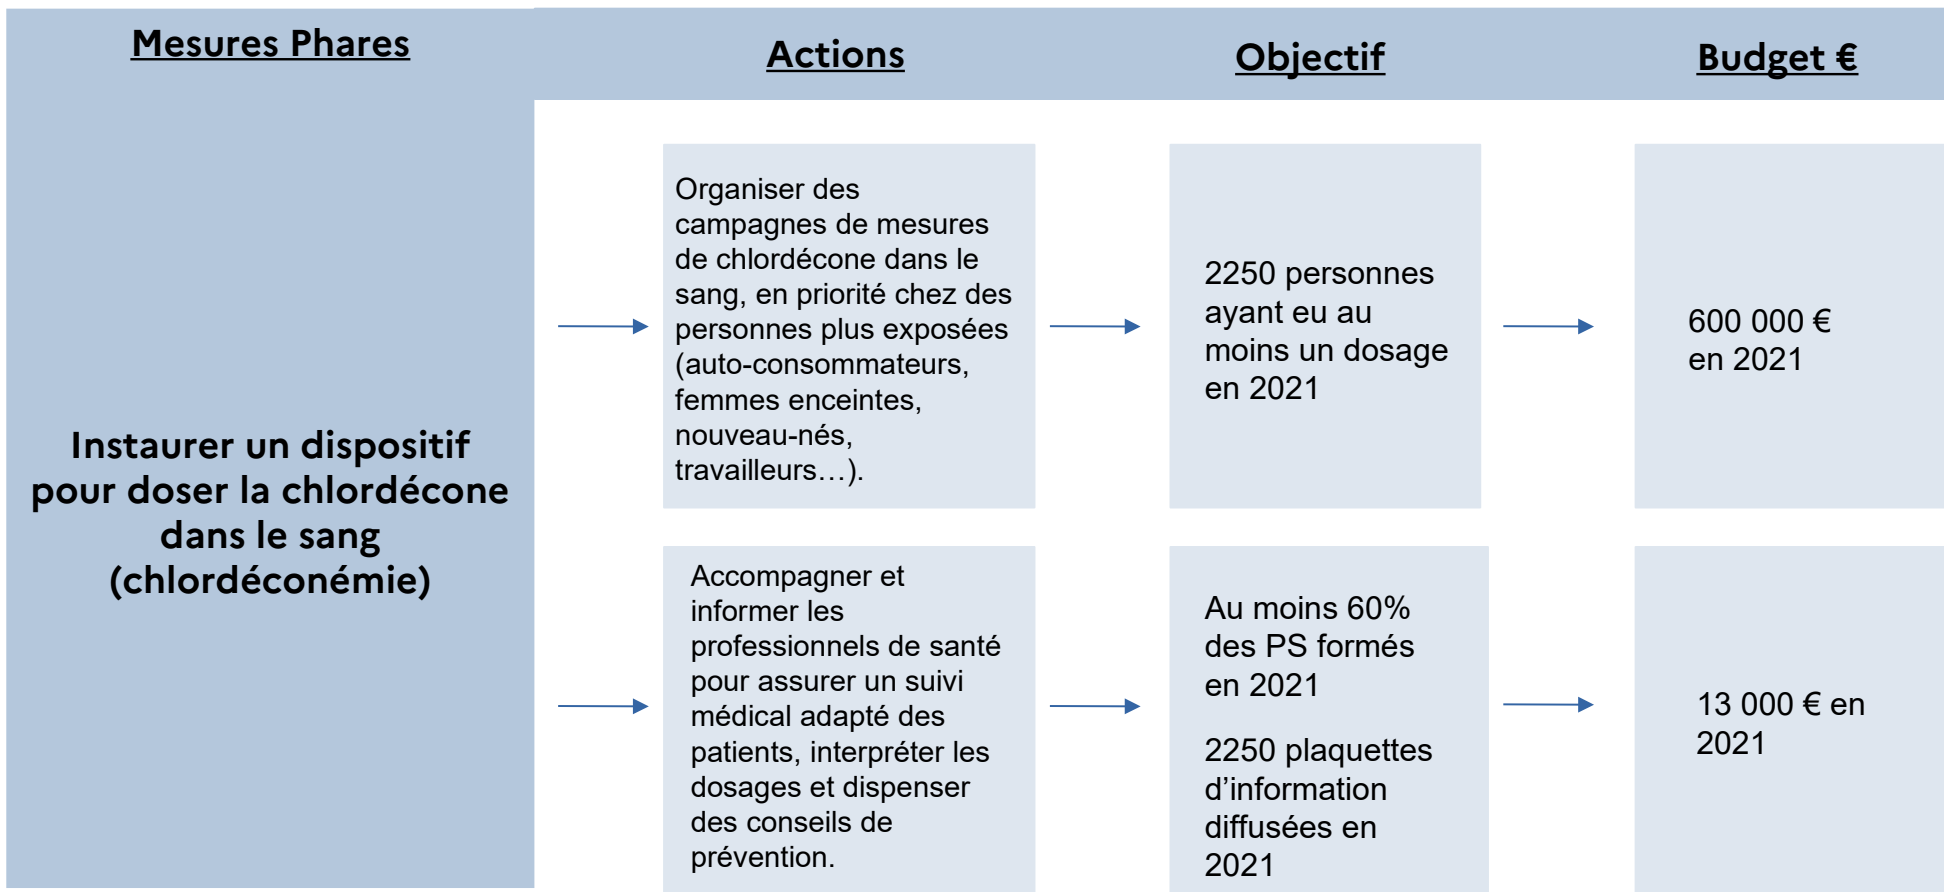 Mesures Phares
Actions
Objectif
Budget €
Instaurer un dispositif
pour doser la chlordécone
dans le sang
(chlordéconémie)
Organiser des
campagnes de mesures
de chlordécone dans le
sang, en priorité chez des
personnes plus exposées
(auto-consommateurs,
femmes enceintes,
nouveau-nés,
travailleurs…).
2250 personnes
ayant eu au
moins un dosage
en 2021
600 000 €
en 2021
Accompagner et
informer les
professionnels de santé
pour assurer un suivi
médical adapté des
patients, interpréter les
dosages et dispenser
des conseils de
prévention.
Au moins 60%
des PS formés
en 2021
2250 plaquettes
d’information
diffusées en
2021
13 000 € en
2021